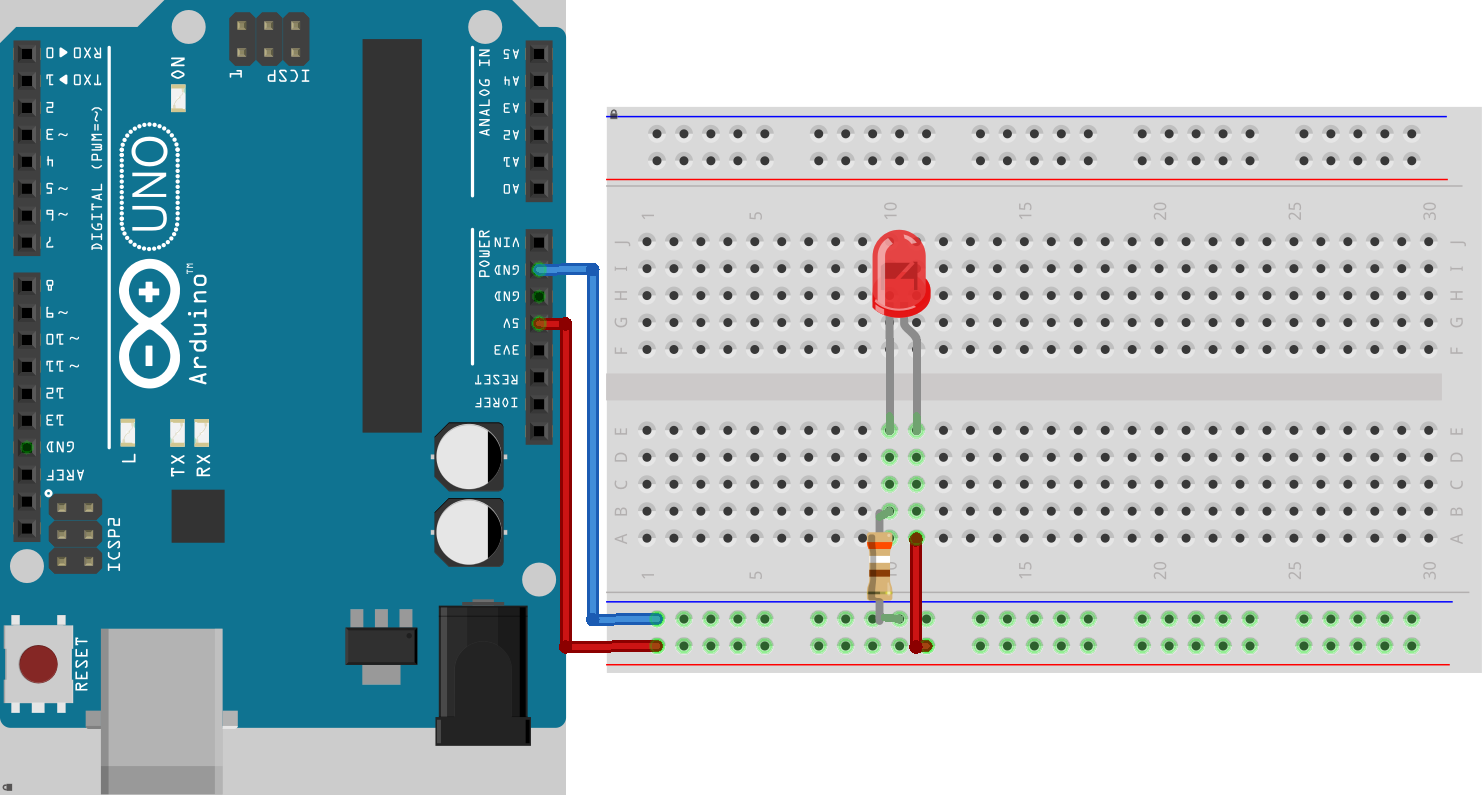 RX◀0
TX▶1
2
~3
4
~5
~6
7
DIGITAL (PWM=~)
8
~9
~10
~11
12
13
GND
AREF
ON
1
ICSP
UNO
Arduino™
L
TX
RX
ICSP2
RESET
ANALOG IN
A5
A4
A3
A2
A1
A0
POWER
VIN
GND
GND
5V
3V3
RESET
IOREF
1
5
10
15
20
25
30
J
I
H
G
F
E
D
C
B
A
J
I
H
G
F
E
D
C
B
A
1
5
10
15
20
25
30